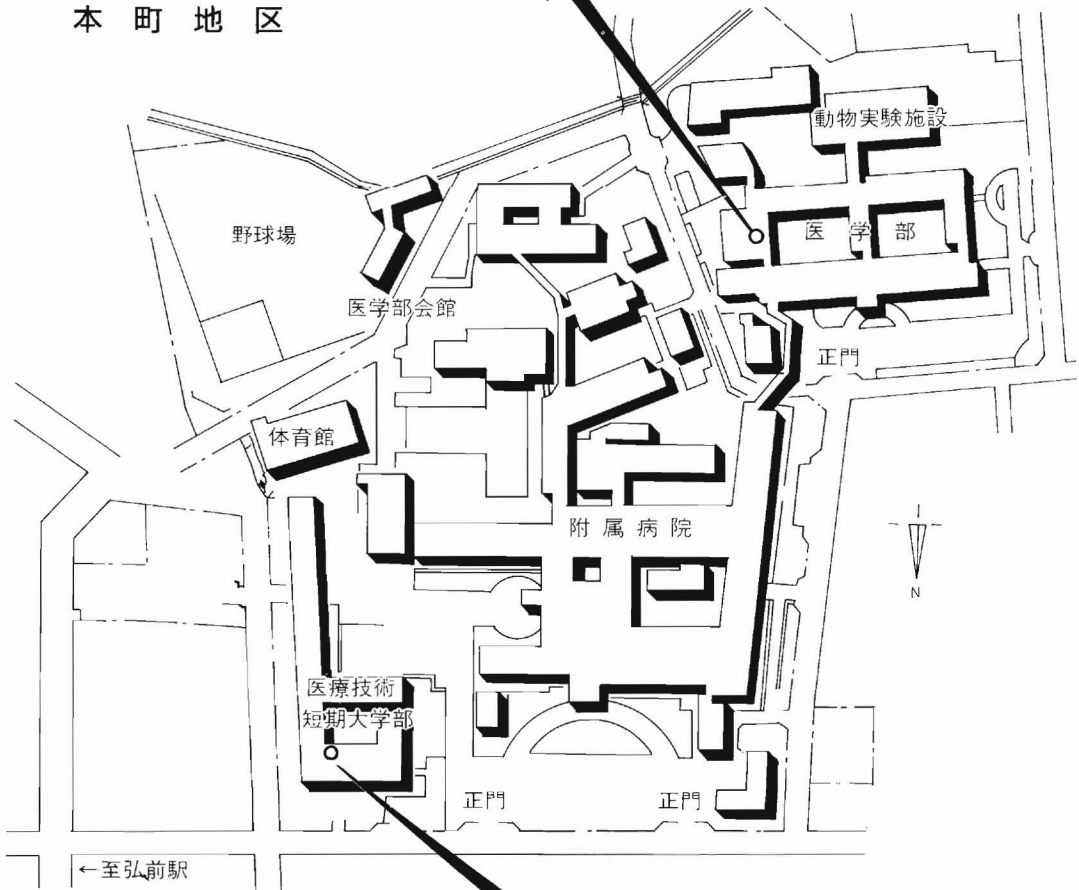 本町地区
動物実験施設
野球場
医学部
医学部会館
正門
体育館
附属病院
N
医療技術
短期大学部
正門
正門
←至弘前駅